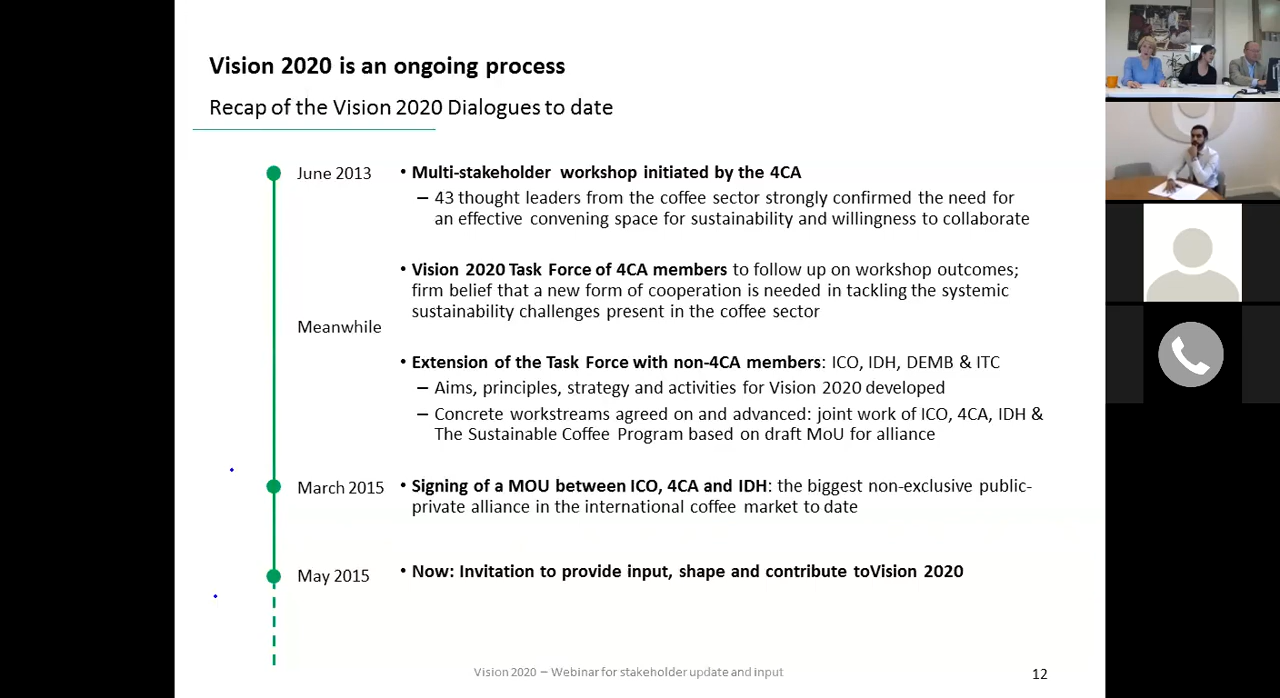 Vision 2020 is an ongoing process
Recap of the Vision 2020 Dialogues to date
June 2013
• Multi-stakeholder workshop initiated by the 4CA
– 43 thought leaders from the coffee sector strongly confirmed the need for
an effective convening space for sustainability and willingness to collaborate
• Vision 2020 Task Force of 4CA members to follow up on workshop outcomes;
firm belief that a new form of cooperation is needed in tackling the systemic
sustainability challenges present in the coffee sector
Meanwhile
• Extension of the Task Force with non-4CA members: ICO, IDH, DEMB & ITC
– Aims, principles, strategy and activities for Vision 2020 developed
– Concrete workstreams agreed on and advanced: joint work of ICO, 4CA, IDH &
The Sustainable Coffee Program based on draft MoU for alliance
March 2015
• Signing of a MOU between ICO, 4CA and IDH: the biggest non-exclusive public-
private alliance in the international coffee market to date
May 2015
• Now: Invitation to provide input, shape and contribute toVision 2020
Vision 2020 – Webinar for stakeholder update and input
12